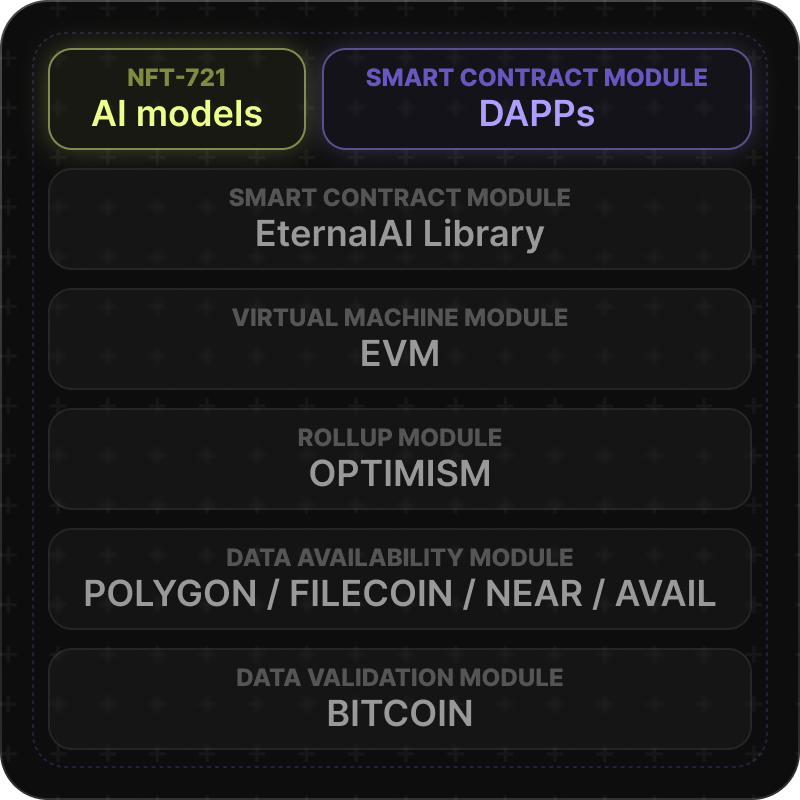 NFT-721
AI models
SMART CONTRACT MODULE
DAPPs
SMART CONTRACT MODULE
EternalAI Library
VIRTUAL MACHINE MODULE
EVM
ROLLUP MODULE
OPTIMISM
DATA AVAILABILITY MODULE
POLYGON / FILECOIN / NEAR / AVAIL
DATA VALIDATION MODULE
BITCOIN